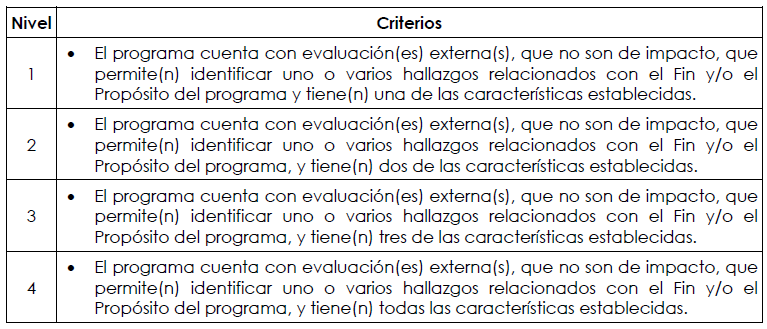 Nivel Criterios
1
• El programa cuenta con evaluación(es) externa(s), que no son de impacto, que
permite(n) identificar uno o varios hallazgos relacionados con el Fin y/o el
Propósito del programa y tiene(n) una de las características establecidas.
2
• El programa cuenta con evaluación(es) externa(s), que no son de impacto, que
permite(n) identificar uno o varios hallazgos relacionados con el Fin y/o el
Propósito del programa, y tiene(n) dos de las características establecidas.
3
• El programa cuenta con evaluación(es) externa(s), que no son de impacto, que
permite(n) identificar uno o varios hallazgos relacionados con el Fin y/o el
Propósito del programa, y tiene(n) tres de las características establecidas.
4
• El programa cuenta con evaluación(es) externa(s), que no son de impacto, que
permite(n) identificar uno o varios hallazgos relacionados con el Fin y/o el
Propósito del programa, y tiene(n) todas las características establecidas.